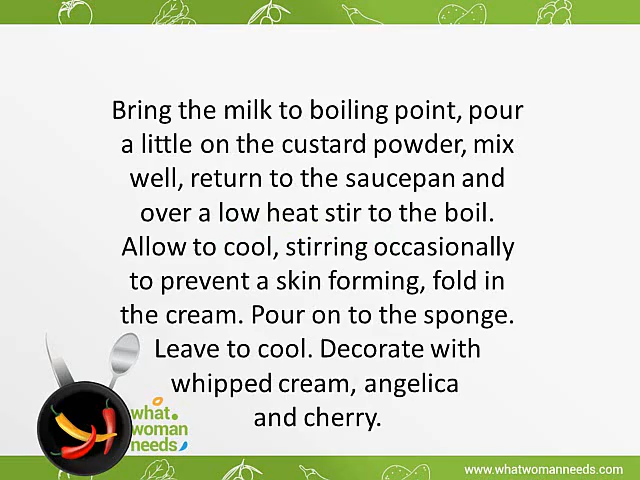 Bring the milk to boiling point, pour
a little on the custard powder, mix
well, return to the saucepan and
over a low heat stir to the boil.
Allow to cool, stirring occasionally
to prevent a skin forming, fold in
the cream. Pour on to the sponge.
Leave to cool. Decorate with
whipped cream, angelica
and cherry.
what
woman
needs
www.whatwomanneeds.com